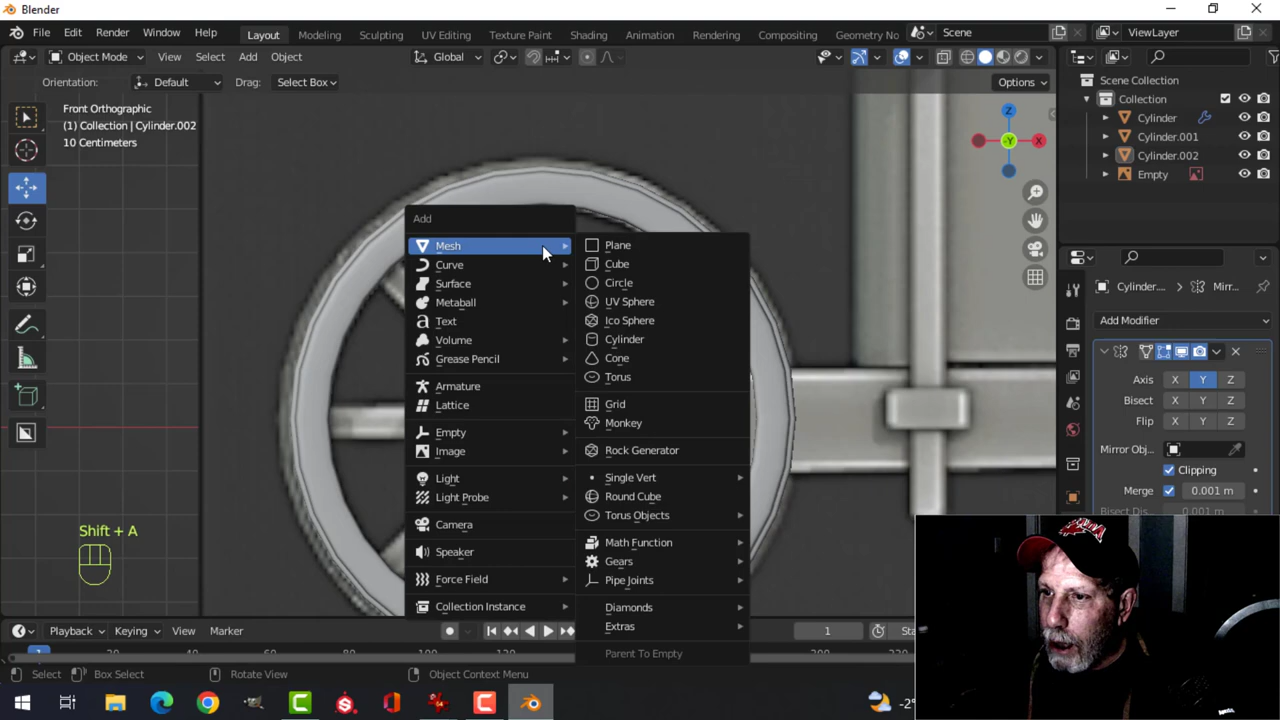 Blender
File Edit Render Window Help
Layout Modeling Sculpting UV Editing Texture Paint Shading Animation Rendering Compositing Geometry No
Scene
ViewLayer
Object Mode View Select Add Object
Global
Orientation: Default Drag: Select Box
Options
Front Orthographic
(1) Collection | Cylinder.002
10 Centimeters
Z
-Y
X
Scene Collection
Collection
Cylinder
Cylinder.001
Cylinder.002
Empty
Add
Mesh
Curve
Surface
Metaball
Text
Volume
Grease Pencil
Armature
Lattice
Empty
Image
Light
Light Probe
Camera
Speaker
Force Field
Collection Instance
Plane
Cube
Circle
UV Sphere
Ico Sphere
Cylinder
Cone
Torus
Grid
Monkey
Rock Generator
Single Vert
Round Cube
Torus Objects
Math Function
Gears
Pipe Joints
Diamonds
Extras
Parent To Empty
Cylinder... > Mirr...
Add Modifier
Axis X Y Z
Bisect X Y Z
Flip X Y Z
Mirror Obj...
Clipping
Merge 0.001 m
Shift + A
Playback Keying View Marker
1
Sta
Select Box Select Rotate View Object Context Menu
-2°